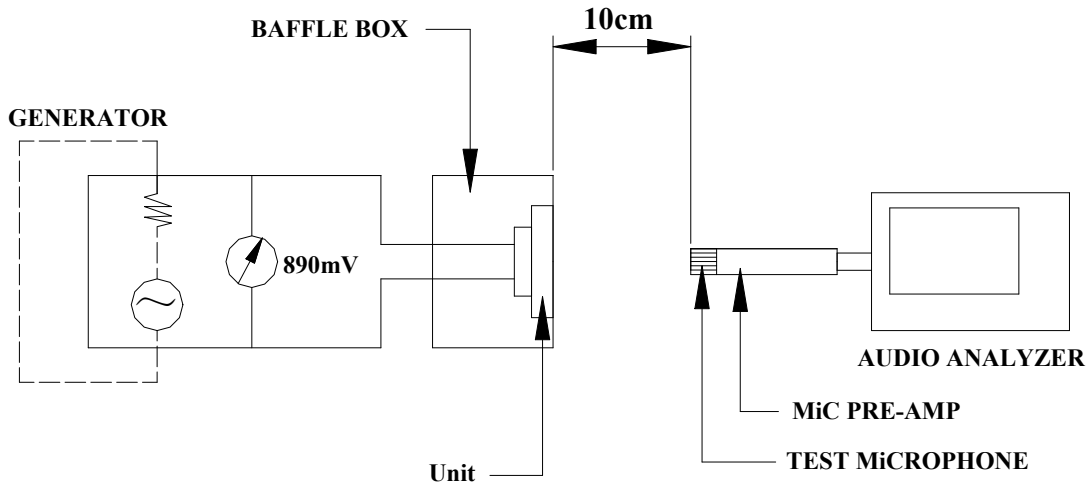 10cm
BAFFLE BOX
GENERATOR
890mV
AUDIO ANALYZER
MiC PRE-AMP
TEST MiCROPHONE
Unit